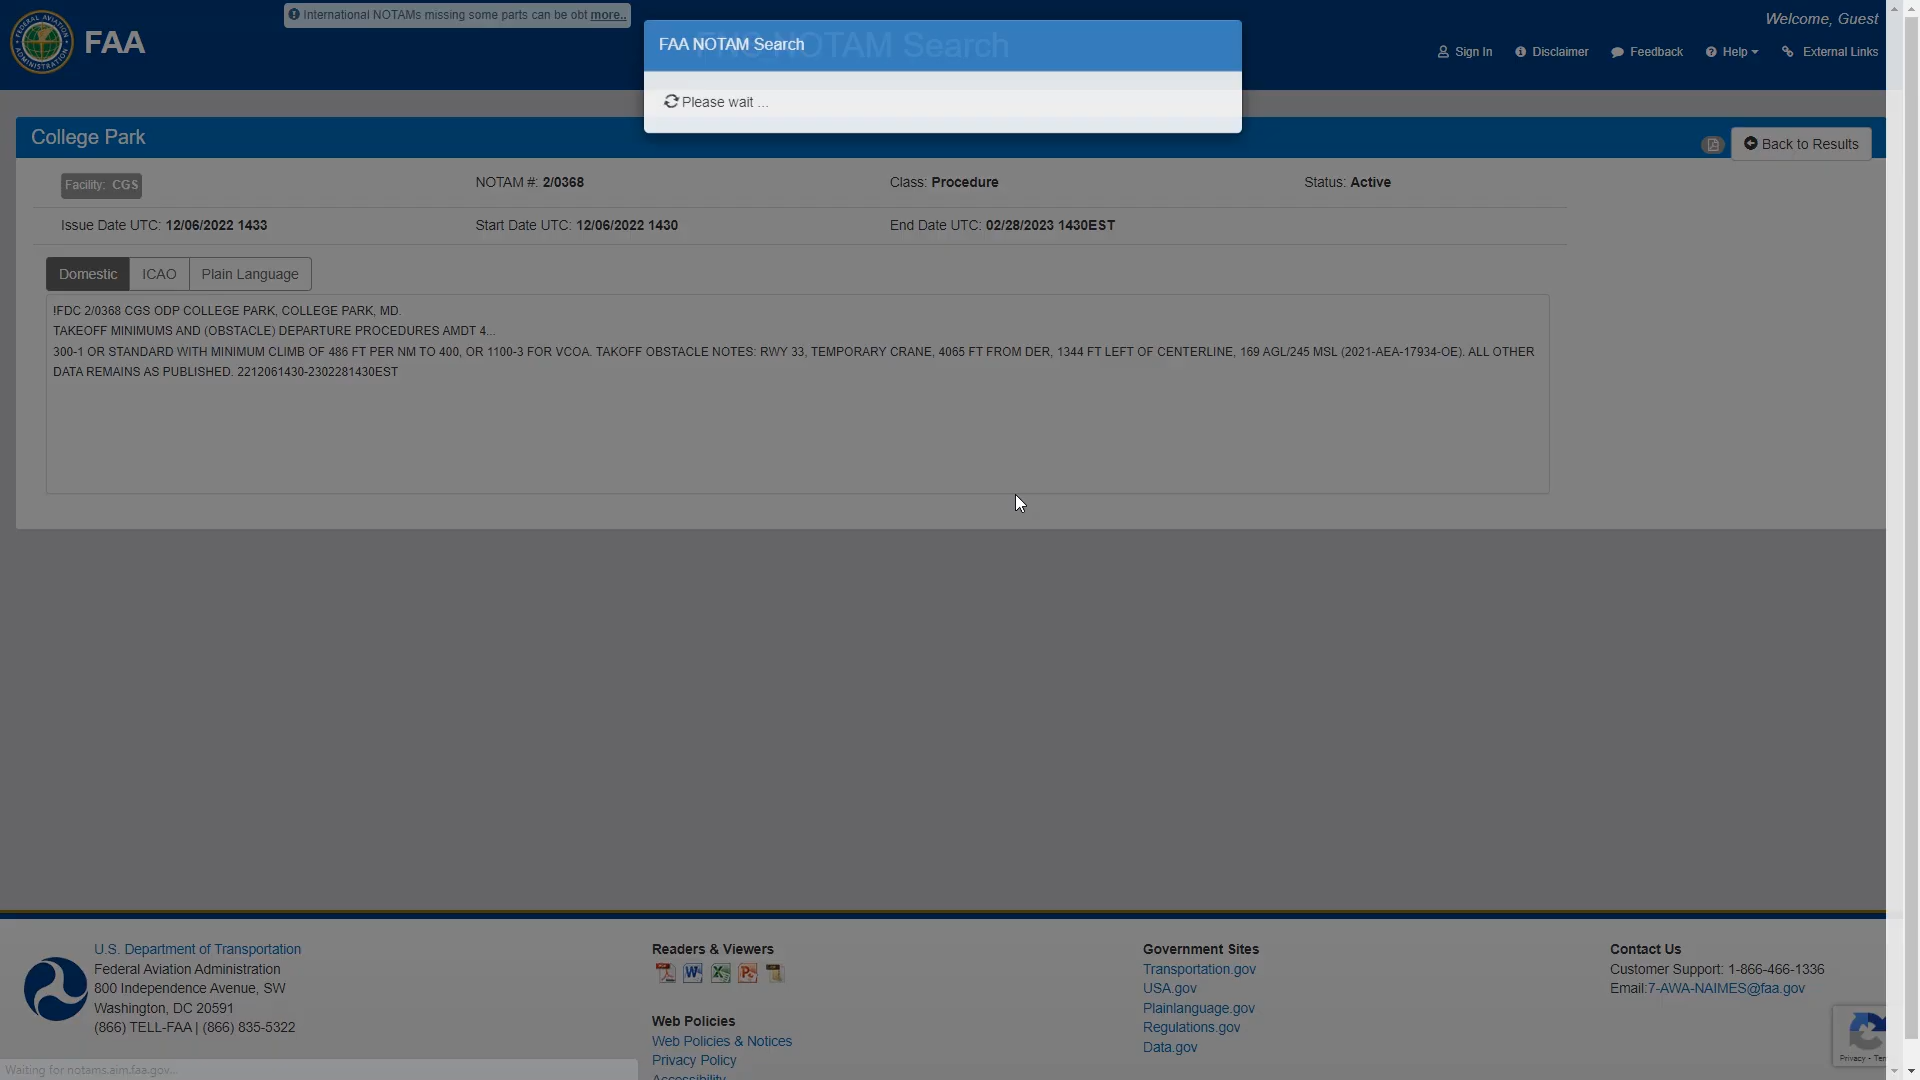 International NOTAMs missing some parts can be obt more..
FAA
FAA NOTAM Search
NOTAM Search
Please wait ...
Welcome, Guest
Sign In
Disclaimer
Feedback
Help
External Links
College Park
Back to Results
Facility: CGS
NOTAM #: 2/0368
Class: Procedure
Status: Active
Issue Date UTC: 12/06/2022 1433
Start Date UTC: 12/06/2022 1430
End Date UTC: 02/28/2023 1430EST
Domestic
ICAO
Plain Language
!FDC 2/0368 CGS ODP COLLEGE PARK, COLLEGE PARK, MD.
TAKEOFF MINIMUMS AND (OBSTACLE) DEPARTURE PROCEDURES AMDT 4...
300-1 OR STANDARD WITH MINIMUM CLIMB OF 486 FT PER NM TO 400, OR 1100-3 FOR VCOA. TAKOFF OBSTACLE NOTES: RWY 33, TEMPORARY CRANE, 4065 FT FROM DER, 1344 FT LEFT OF CENTERLINE, 169 AGL/245 MSL (2021-AEA-17934-OE). ALL OTHER
DATA REMAINS AS PUBLISHED. 2212061430-2302281430EST
U.S. Department of Transportation
Federal Aviation Administration
800 Independence Avenue, SW
Washington, DC 20591
(866) TELL-FAA | (866) 835-5322
Readers & Viewers
Web Policies
Web Policies & Notices
Privacy Policy
Accessibility
Government Sites
Transportation.gov
USA.gov
Plainlanguage.gov
Regulations.gov
Data.gov
Contact Us
Customer Support: 1-866-466-1336
Email:7-AWA-NAIMES@faa.gov
Privacy - Ter
Waiting for notams.aim.faa.gov...